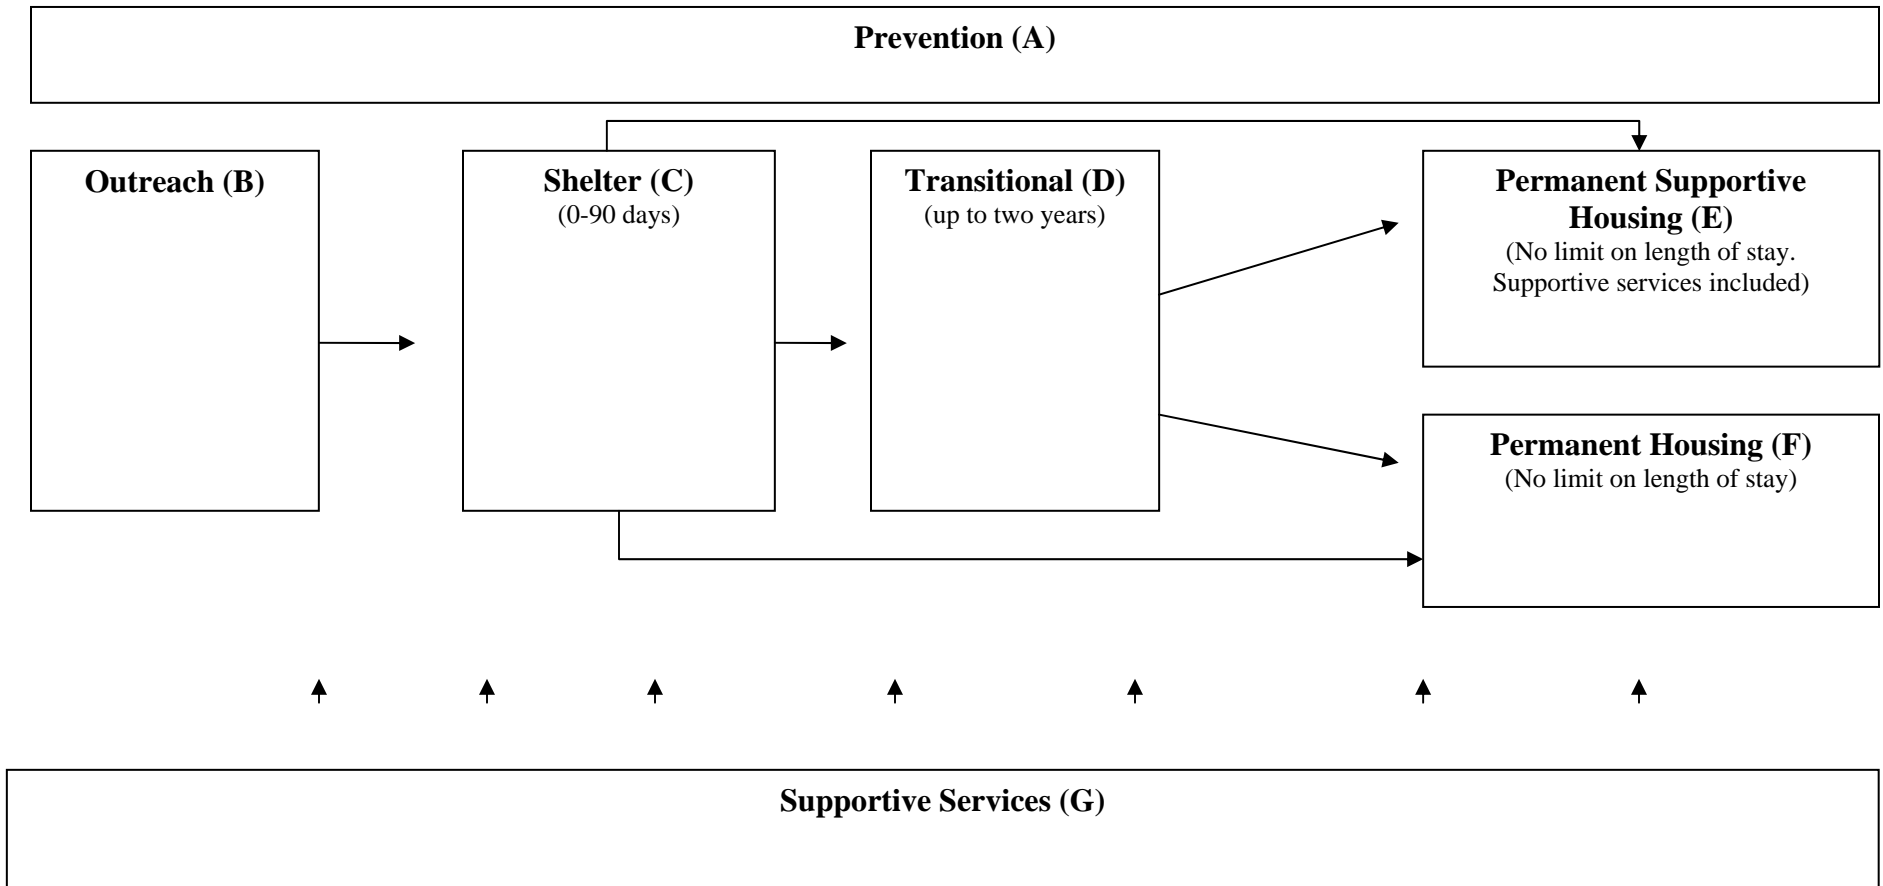 Prevention (A)
Outreach (B)
Shelter (C)
(0-90 days)
Transitional (D)
(up to two years)
Permanent Supportive
Housing (E)
(No limit on length of stay.
Supportive services included)
Permanent Housing (F)
(No limit on length of stay)
Supportive Services (G)